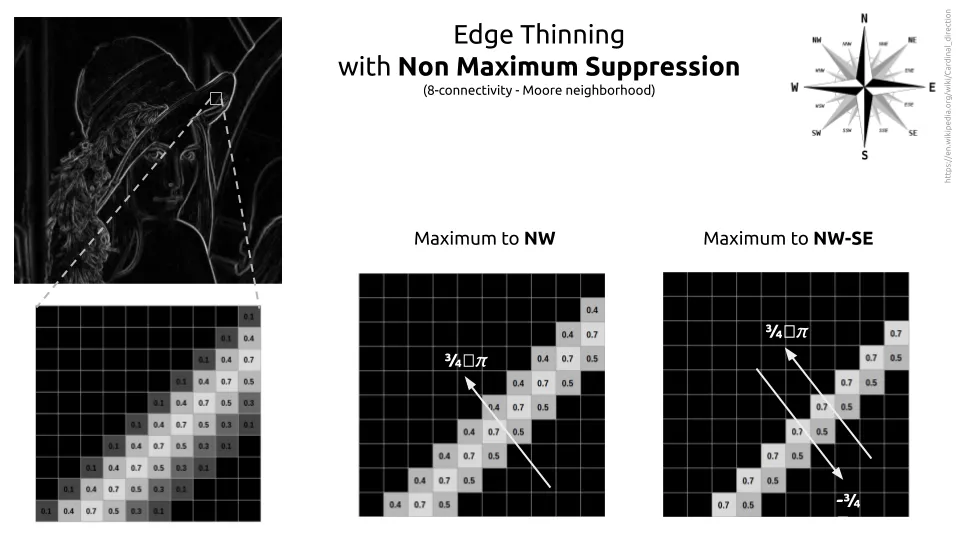 Edge Thinning
with Non Maximum Suppression
(8-connectivity - Moore neighborhood)
N
NW NNW NNE NE
WNW ENE
W E
WSW ESE
SW SSW SSE SE
S
https://en.wikipedia.org/wiki/Cardinal_direction
0.1
0.1 0.4
0.1 0.4 0.7
0.1 0.4 0.7 0.5
0.1 0.4 0.7 0.5 0.3
0.1 0.4 0.7 0.5 0.3 0.1
0.1 0.4 0.7 0.5 0.3 0.1
0.1 0.4 0.7 0.5 0.3 0.1
0.1 0.4 0.7 0.5 0.3 0.1
0.1 0.4 0.7 0.5 0.3 0.1
Maximum to NW
0.4
0.4 0.7
0.4 0.7 0.5
¾□π
0.4 0.7 0.5
0.4 0.7 0.5
0.4 0.7 0.5
0.4 0.7 0.5
0.4 0.7 0.5
0.4 0.7 0.5
Maximum to NW-SE
¾□π
0.7
0.7 0.5
0.7 0.5
0.7 0.5
0.7 0.5
0.7 0.5
0.7 0.5
0.7 0.5
-¾